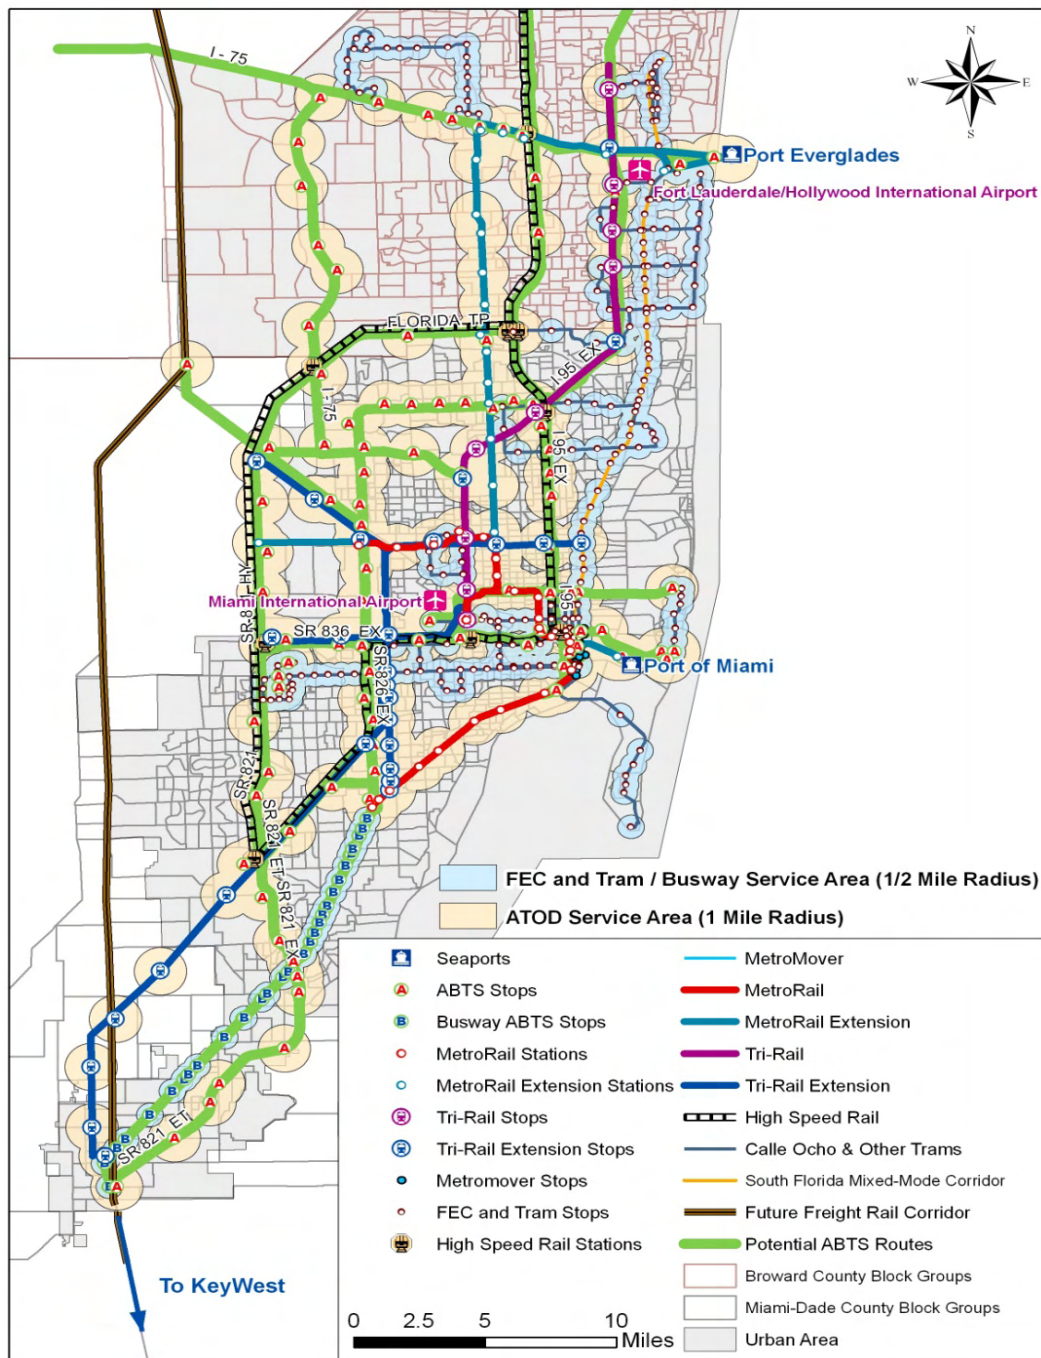 N
W
E
S
I - 75
Port Everglades
Fort Lauderdale/Hollywood International Airport
FLORIDA TP
I 95 EX
I - 75
I 95 EX
SR 821 HY
I 95
Miami International Airport
SR 836 EX
SR 826 EX
Port of Miami
SR 821
SR 821 ET
SR 821 EX
FEC and Tram / Busway Service Area (1/2 Mile Radius)
ATOD Service Area (1 Mile Radius)
Seaports
ABTS Stops
Busway ABTS Stops
MetroRail Stations
MetroRail Extension Stations
Tri-Rail Stops
Tri-Rail Extension Stops
Metromover Stops
FEC and Tram Stops
High Speed Rail Stations
MetroMover
MetroRail
MetroRail Extension
Tri-Rail
Tri-Rail Extension
High Speed Rail
Calle Ocho & Other Trams
South Florida Mixed-Mode Corridor
Future Freight Rail Corridor
Potential ABTS Routes
Broward County Block Groups
Miami-Dade County Block Groups
Urban Area
SR 821 ET
To KeyWest
0 5 10
Miles